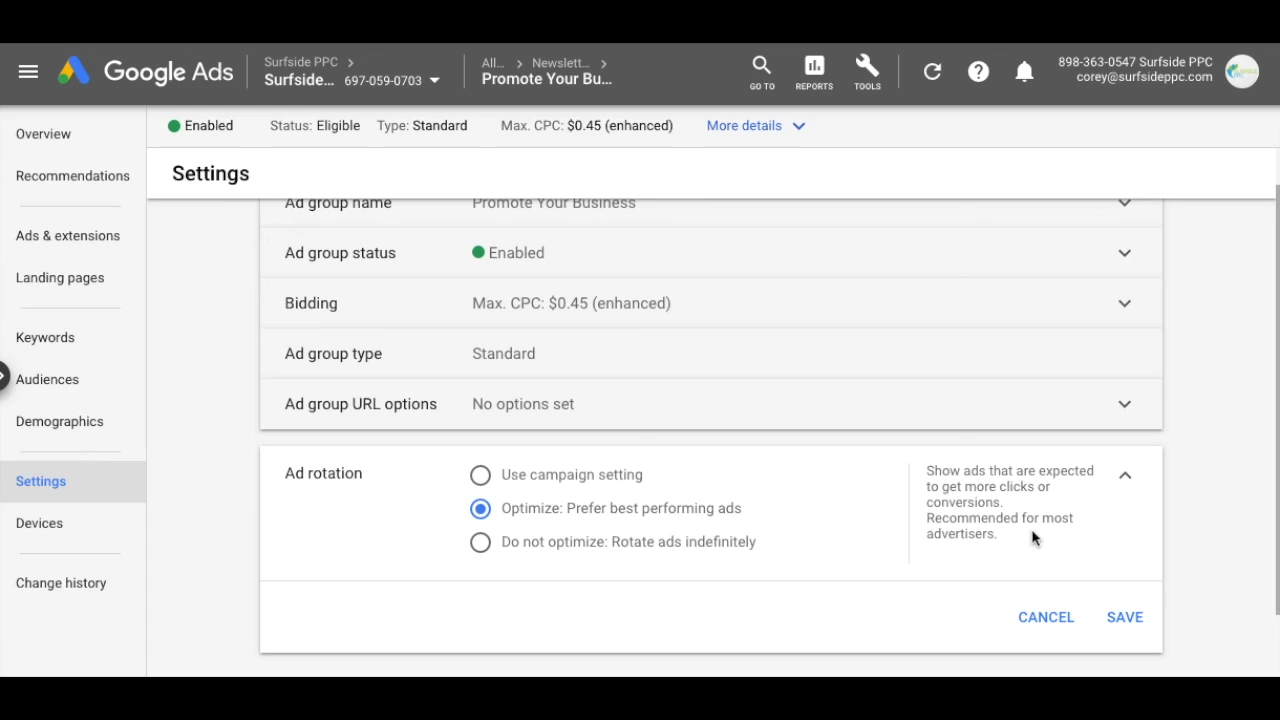 Google Ads
Surfside PPC
Surfside... 697-059-0703
All... Newslett...
Promote Your Bu...
GO TO
REPORTS
TOOLS
898-363-0547 Surfside PPC
corey@surfsideppc.com
Overview
Recommendations
Ads & extensions
Landing pages
Keywords
Audiences
Demographics
Settings
Devices
Change history
Enabled Status: Eligible Type: Standard Max. CPC: $0.45 (enhanced) More details
Settings
Ad group name Promote Your Business
Ad group status Enabled
Bidding Max. CPC: $0.45 (enhanced)
Ad group type Standard
Ad group URL options No options set
Ad rotation
Use campaign setting
Optimize: Prefer best performing ads
Do not optimize: Rotate ads indefinitely
Show ads that are expected
to get more clicks or
conversions.
Recommended for most
advertisers.
CANCEL SAVE